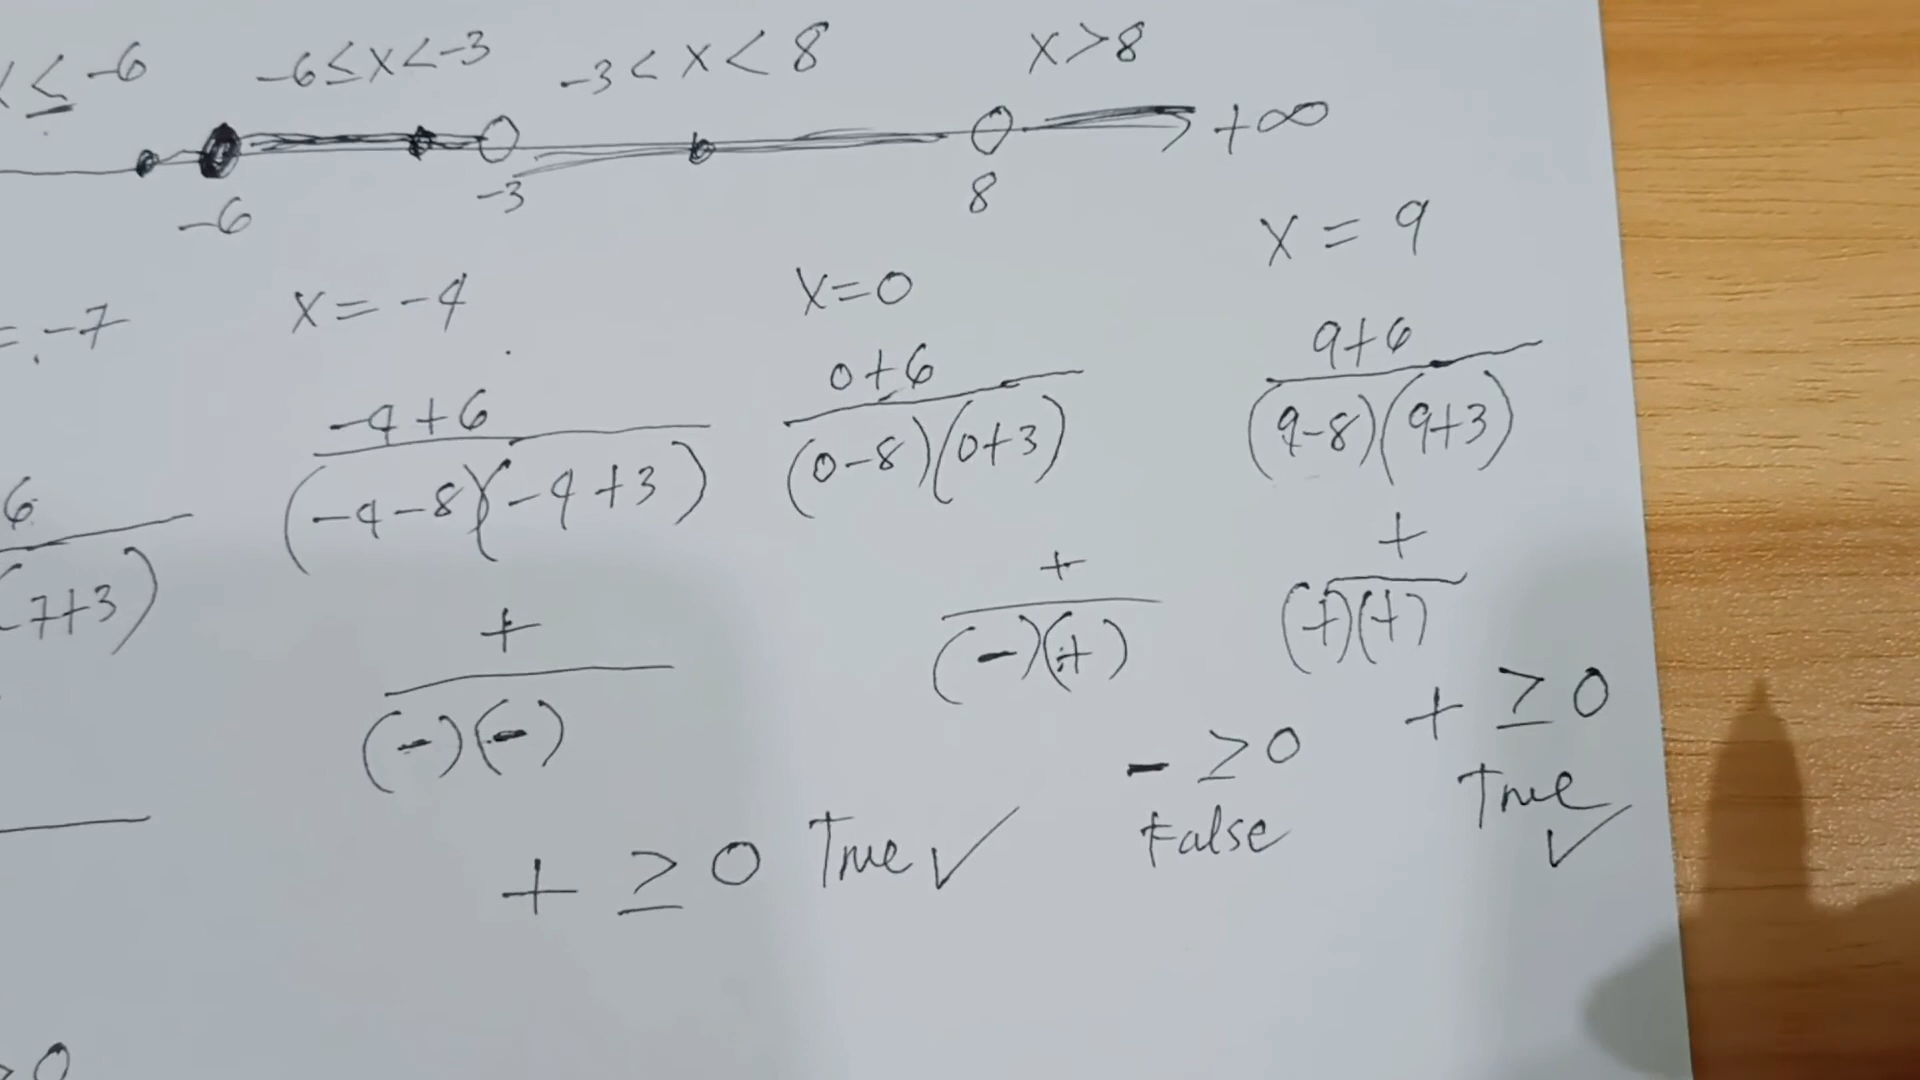 x ≤ -6   -6 ≤ x < -3   -3 < x < 8   x > 8
-6   -3   8   +∞
= -7   x = -4   x = 0   x = 9
6   -4+6   0+6   9+6
(-7+3)   (-4-8)(-4+3)   (0-8)(0+3)   (9-8)(9+3)
+   +   +
(-)(-)   (-)(+)   (+)(+)
+ ≥ 0 True ✓   - ≥ 0 False   + ≥ 0 True ✓
0